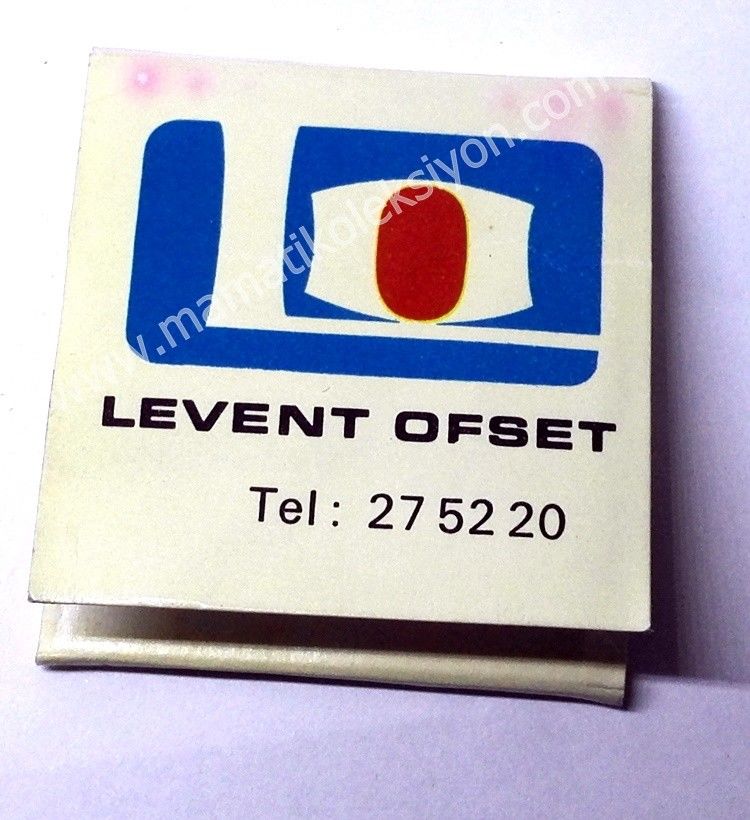 www.mamatikoleksiyon.com
LEVENT OFSET
Tel: 27 52 20